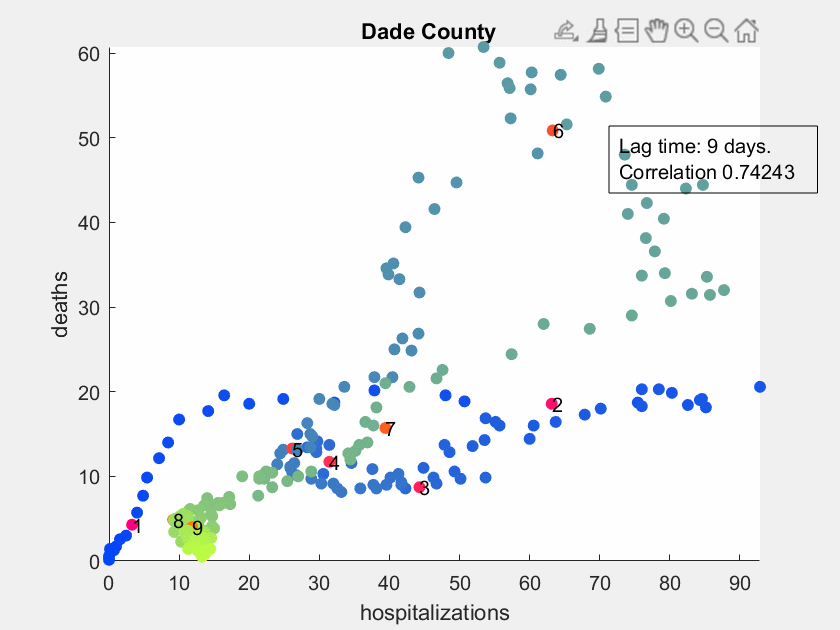 Dade County
60
6
Lag time: 9 days.
50
Correlation 0.74243
40
deaths
30
20
2
7
5
4
10
3
8
9
1
0
0 10 20 30 40 50 60 70 80 90
hospitalizations